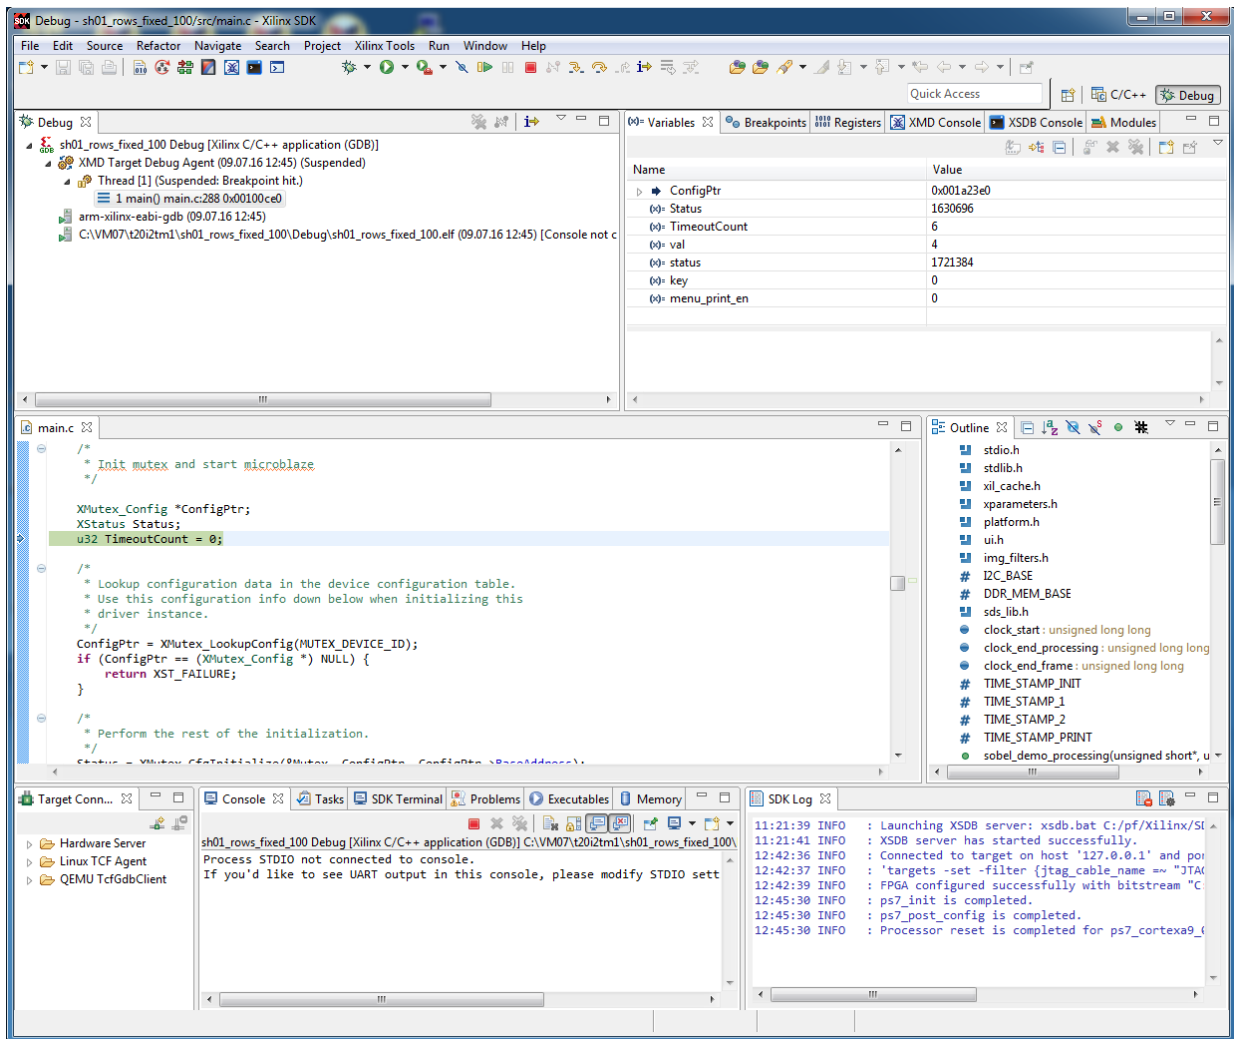 Debug - sh01_rows_fixed_100/src/main.c - Xilinx SDK
File Edit Source Refactor Navigate Search Project Xilinx Tools Run Window Help
Quick Access C/C++ Debug
Debug
sh01_rows_fixed_100 Debug [Xilinx C/C++ application (GDB)]
XMD Target Debug Agent (09.07.16 12:45) (Suspended)
Thread [1] (Suspended: Breakpoint hit.)
1 main() main.c:288 0x00100ce0
arm-xilinx-eabi-gdb (09.07.16 12:45)
C:\VM07\t20i2tm1\sh01_rows_fixed_100\Debug\sh01_rows_fixed_100.elf (09.07.16 12:45) [Console not c
(x)= Variables Breakpoints Registers XMD Console XSDB Console Modules
Name Value
ConfigPtr 0x001a23e0
(x)= Status 1630696
(x)= TimeoutCount 6
(x)= val 4
(x)= status 1721384
(x)= key 0
(x)= menu_print_en 0
main.c
/*
* Init mutex and start microblaze
*/
XMutex_Config *ConfigPtr;
XStatus Status;
u32 TimeoutCount = 0;
/*
* Lookup configuration data in the device configuration table.
* Use this configuration info down below when initializing this
* driver instance.
*/
ConfigPtr = XMutex_LookupConfig(MUTEX_DEVICE_ID);
if (ConfigPtr == (XMutex_Config *) NULL) {
return XST_FAILURE;
}
/*
* Perform the rest of the initialization.
*/
Status = XMutex_CfgInitialize(&Mutex, ConfigPtr, ConfigPtr->BaseAddress);
Outline
stdio.h
stdlib.h
xil_cache.h
xparameters.h
platform.h
ui.h
img_filters.h
# I2C_BASE
# DDR_MEM_BASE
sds_lib.h
clock_start : unsigned long long
clock_end_processing : unsigned long long
clock_end_frame : unsigned long long
# TIME_STAMP_INIT
# TIME_STAMP_1
# TIME_STAMP_2
# TIME_STAMP_PRINT
sobel_demo_processing(unsigned short*, u
Target Conn...
Hardware Server
Linux TCF Agent
QEMU TcfGdbClient
Console Tasks SDK Terminal Problems Executables Memory
sh01_rows_fixed_100 Debug [Xilinx C/C++ application (GDB)] C:\VM07\t20i2tm1\sh01_rows_fixed_100\
Process STDIO not connected to console.
If you'd like to see UART output in this console, please modify STDIO sett
SDK Log
11:21:39 INFO : Launching XSDB server: xsdb.bat C:/pf/Xilinx/SD
11:21:41 INFO : XSDB server has started successfully.
12:42:36 INFO : Connected to target on host '127.0.0.1' and por
12:42:37 INFO : 'targets -set -filter {jtag_cable_name =~ "JTAG
12:42:39 INFO : FPGA configured successfully with bitstream "C:
12:45:30 INFO : ps7_init is completed.
12:45:30 INFO : ps7_post_config is completed.
12:45:30 INFO : Processor reset is completed for ps7_cortexa9_0